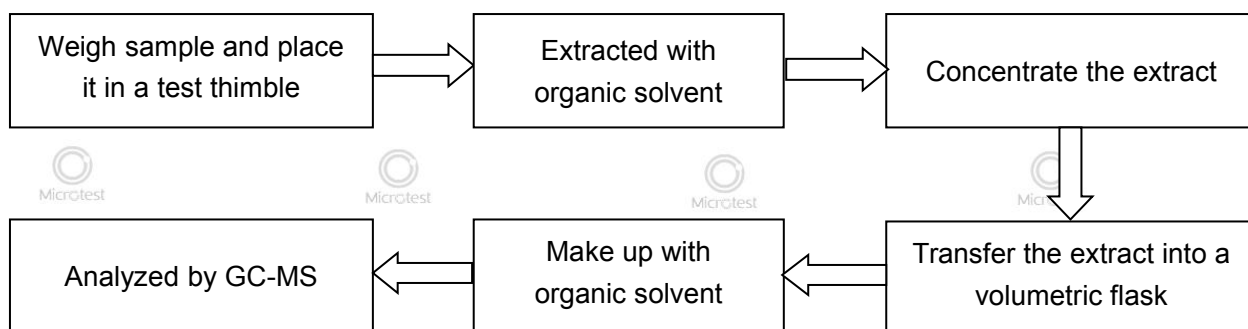 Weigh sample and place
it in a test thimble
Extracted with
organic solvent
Concentrate the extract
Microtest
Microtest
Microtest
Micr
Transfer the extract into a
volumetric flask
Make up with
organic solvent
Analyzed by GC-MS